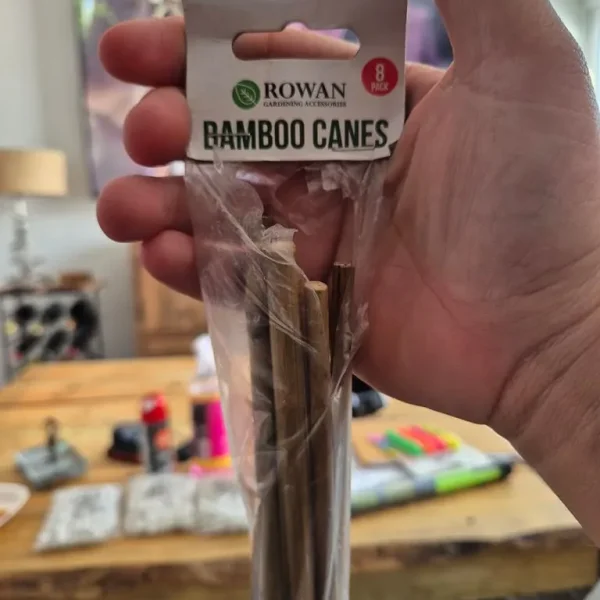 ROWAN
GARDENING ACCESSORIES
8
PACK
BAMBOO CANES